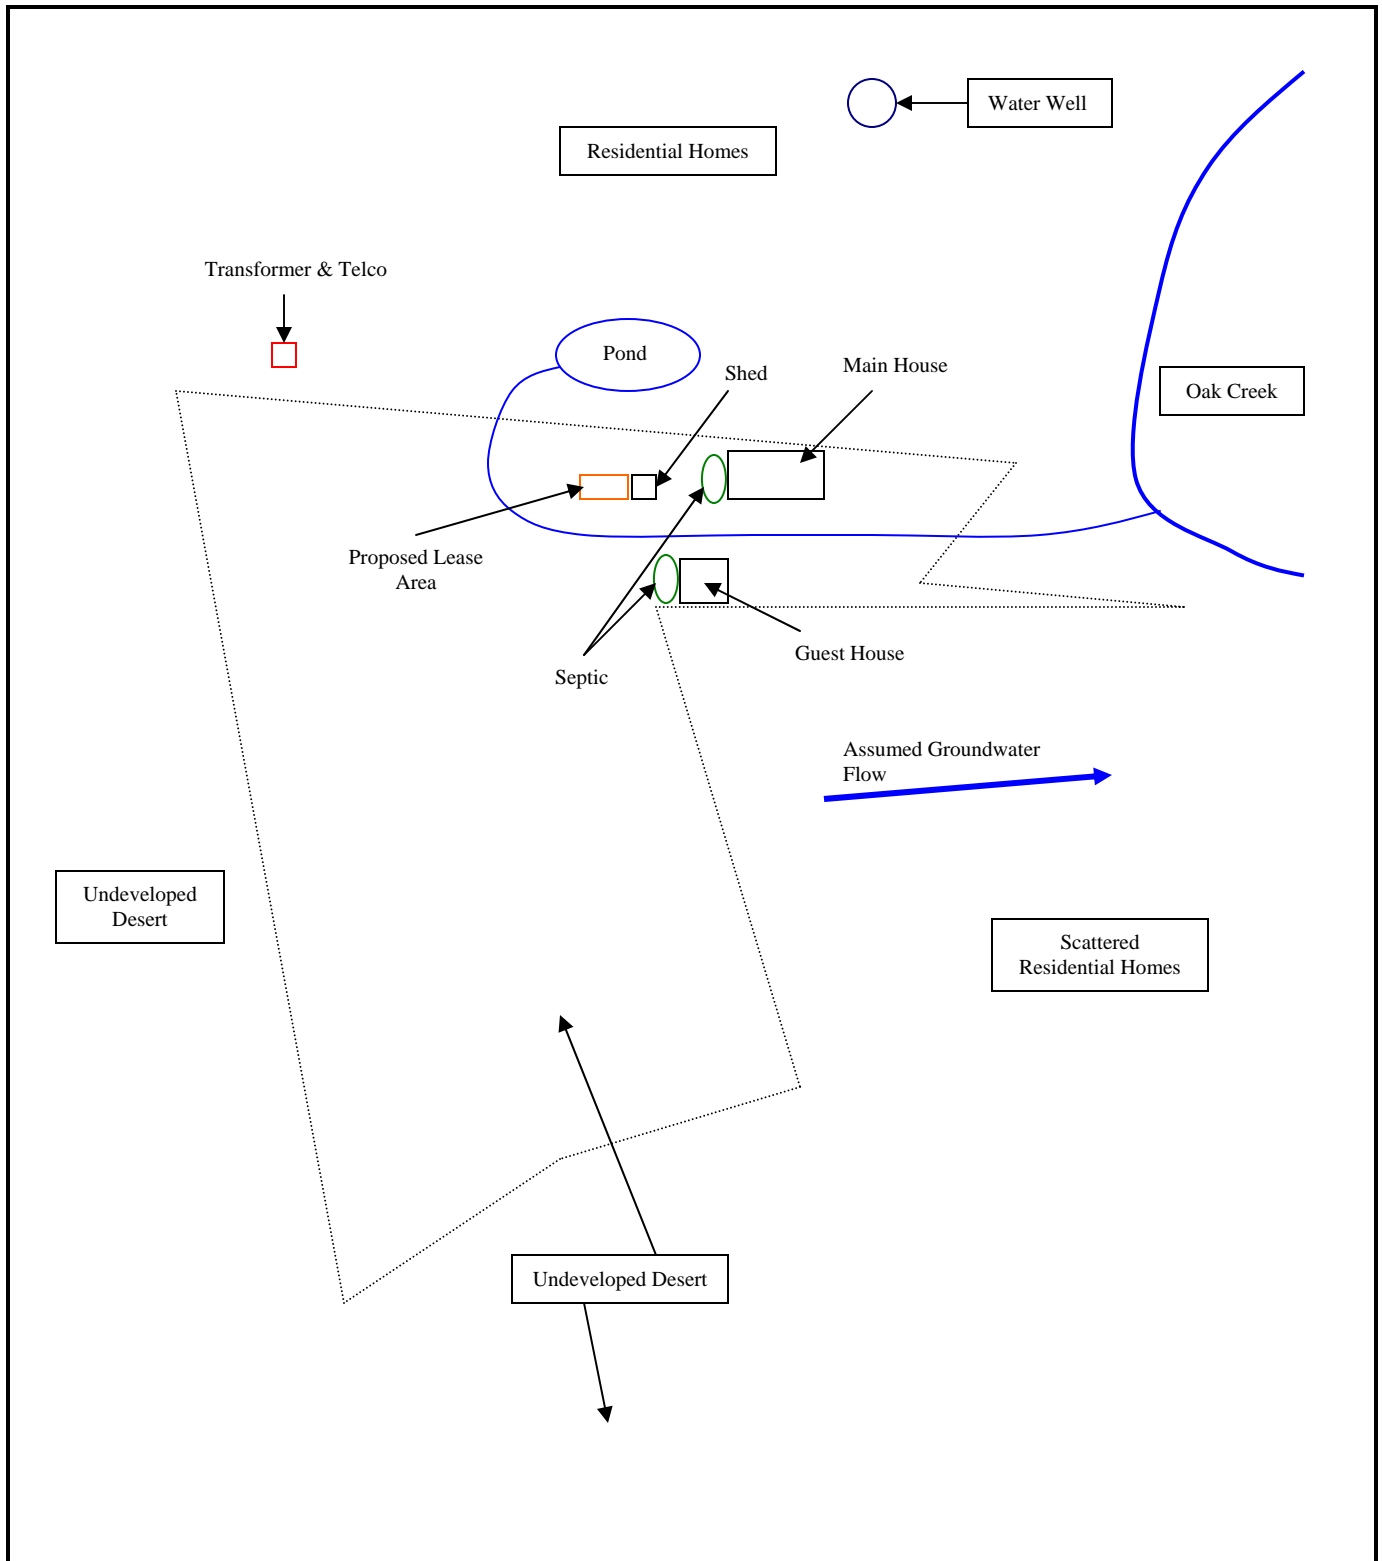 Water Well
Residential Homes
Transformer & Telco
Pond
Shed
Main House
Oak Creek
Proposed Lease
Area
Guest House
Septic
Assumed Groundwater
Flow
Undeveloped
Desert
Scattered
Residential Homes
Undeveloped Desert